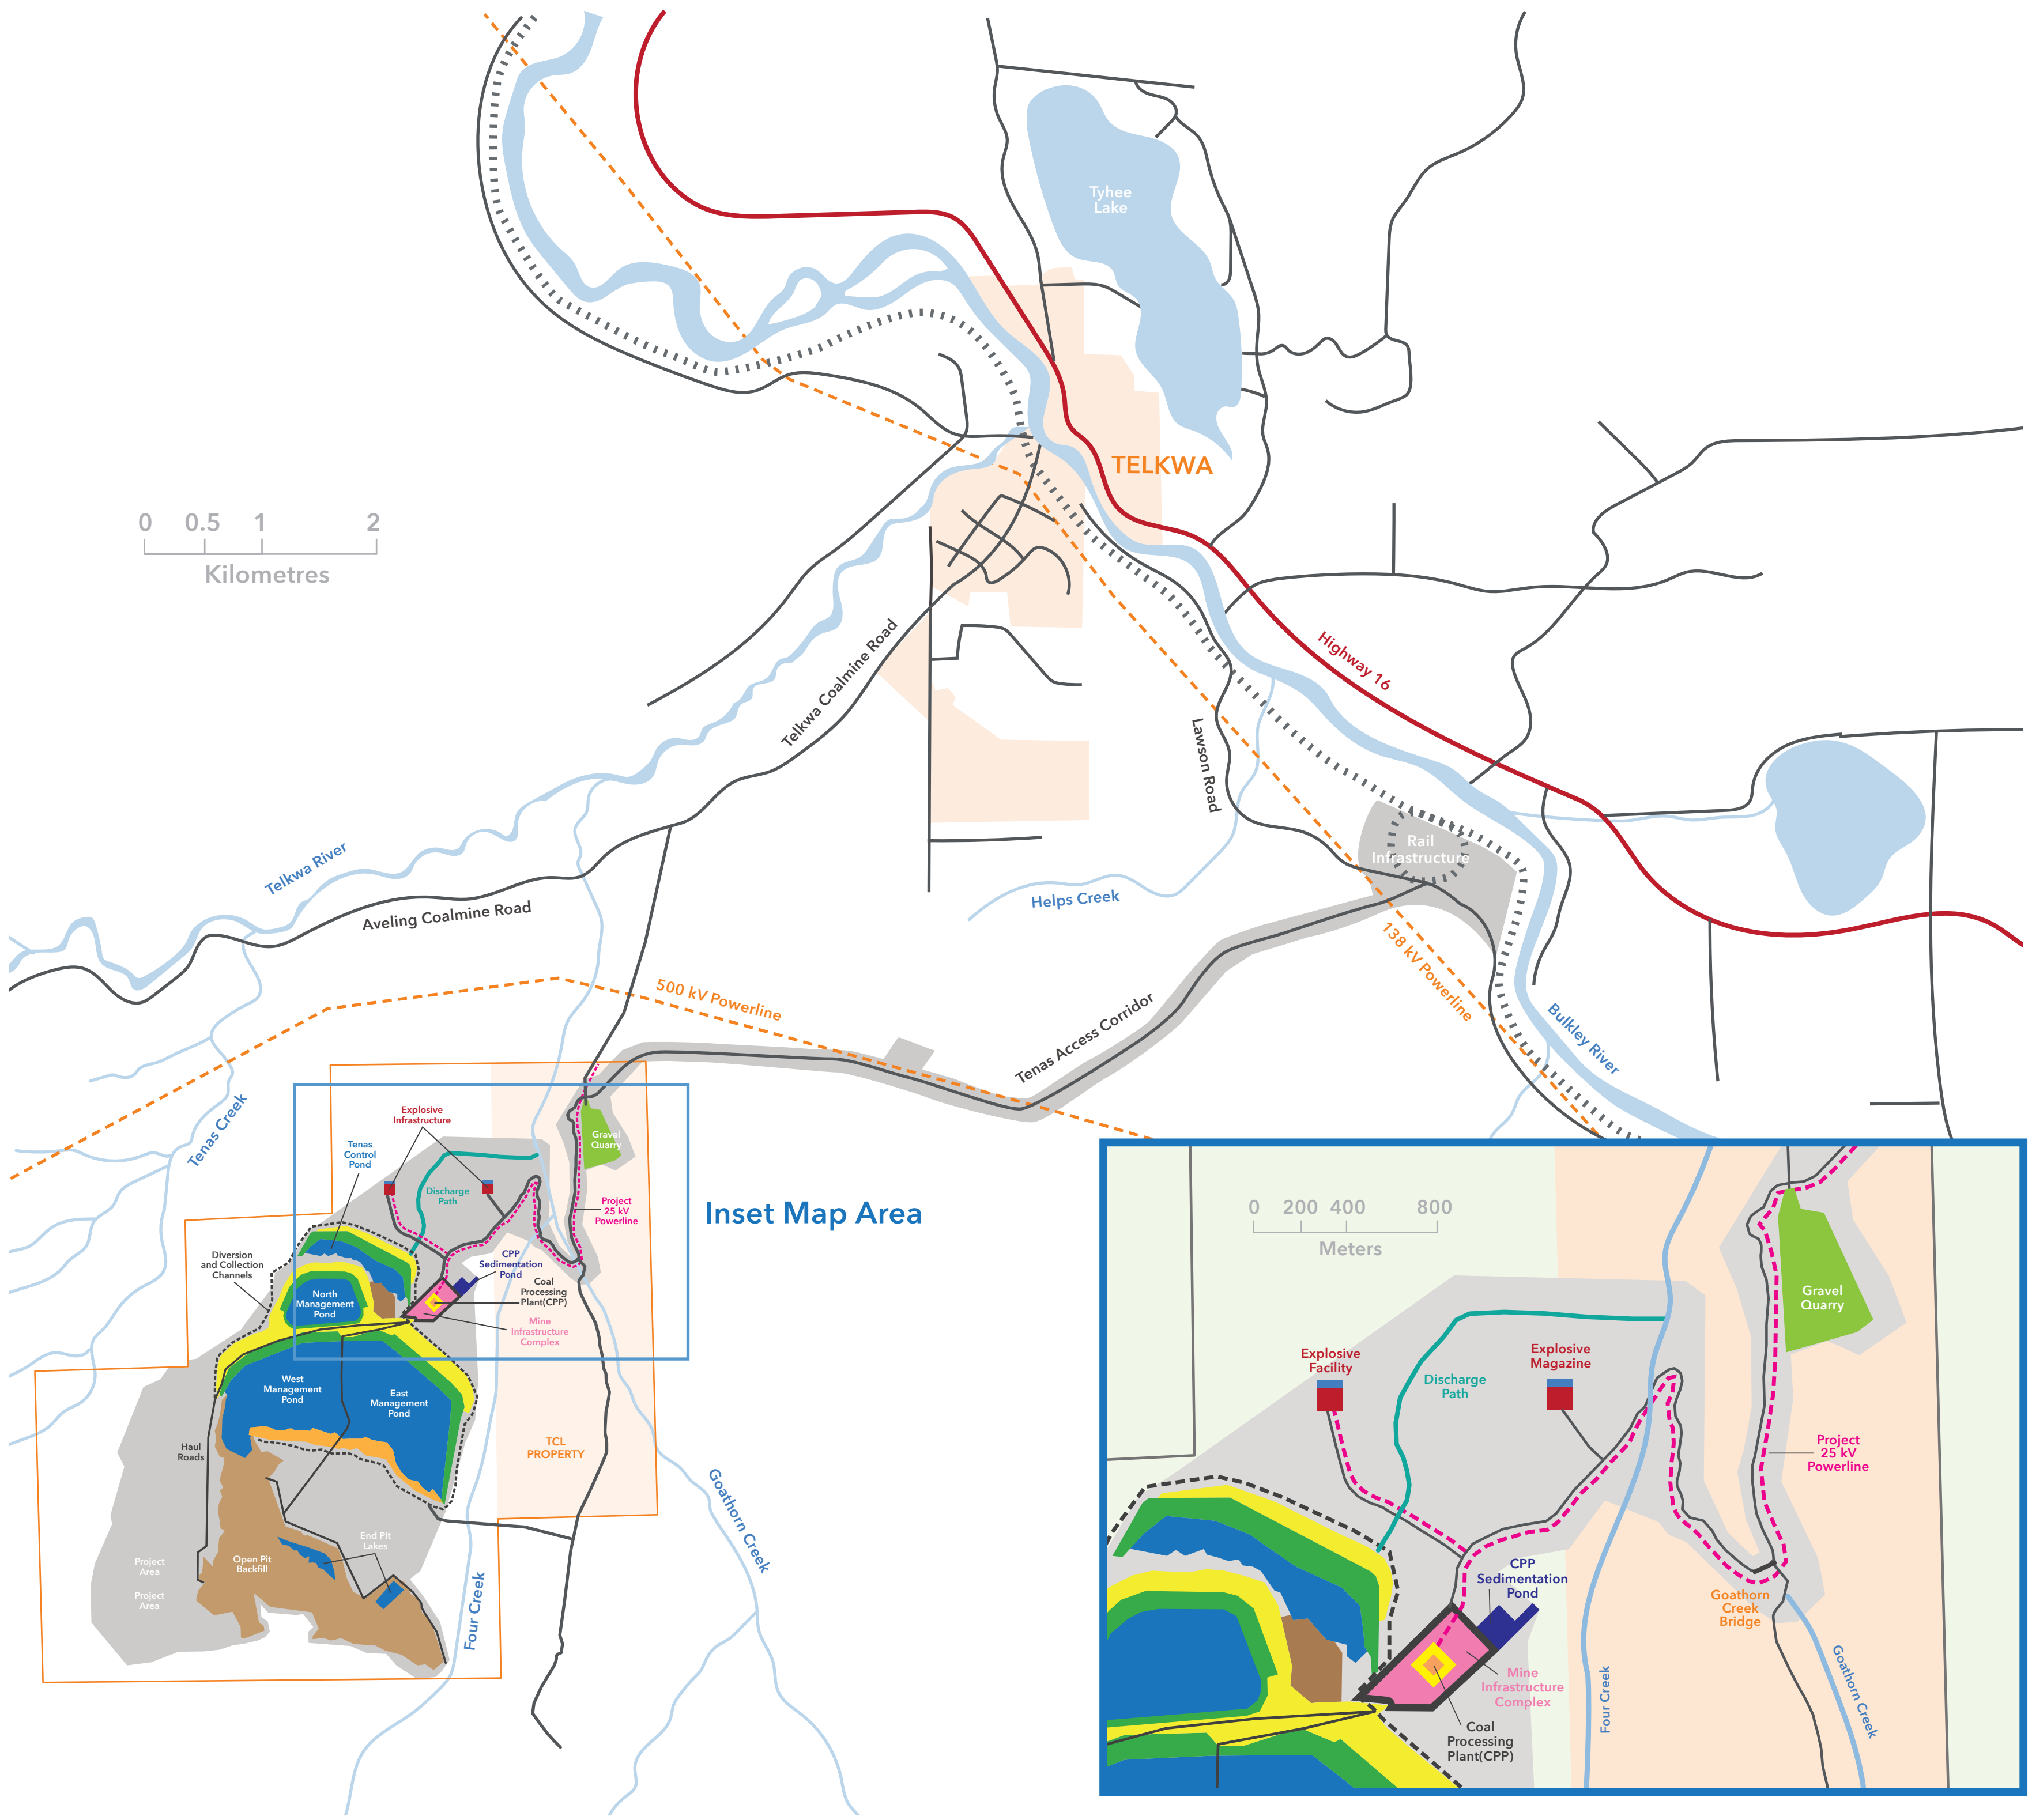 Tyhee
Lake
TELKWA
0 0.5 1 2
Kilometres
Highway 16
Telkwa Coalmine Road
Lawson Road
Rail
Infrastructure
Telkwa River
Aveling Coalmine Road
Helps Creek
138 kV Powerline
500 kV Powerline
Tenas Access Corridor
Bulkley River
Tenas Creek
Explosive
Infrastructure
Gravel
Quarry
Tenas
Control
Pond
Discharge
Path
Project
25 kV
Powerline
Inset Map Area
Diversion
and Collection
Channels
CPP
Sedimentation
Pond
Coal
Processing
Plant(CPP)
North
Management
Pond
Mine
Infrastructure
Complex
West
Management
Pond
East
Management
Pond
Haul
Roads
TCL
PROPERTY
Goathorn Creek
End Pit
Lakes
Open Pit
Backfill
Project
Area
Project
Area
Four Creek
0 200 400 800
Meters
Gravel
Quarry
Explosive
Facility
Explosive
Magazine
Discharge
Path
Project
25 kV
Powerline
CPP
Sedimentation
Pond
Goathorn
Creek
Bridge
Mine
Infrastructure
Complex
Coal
Processing
Plant(CPP)
Four Creek
Goathorn Creek